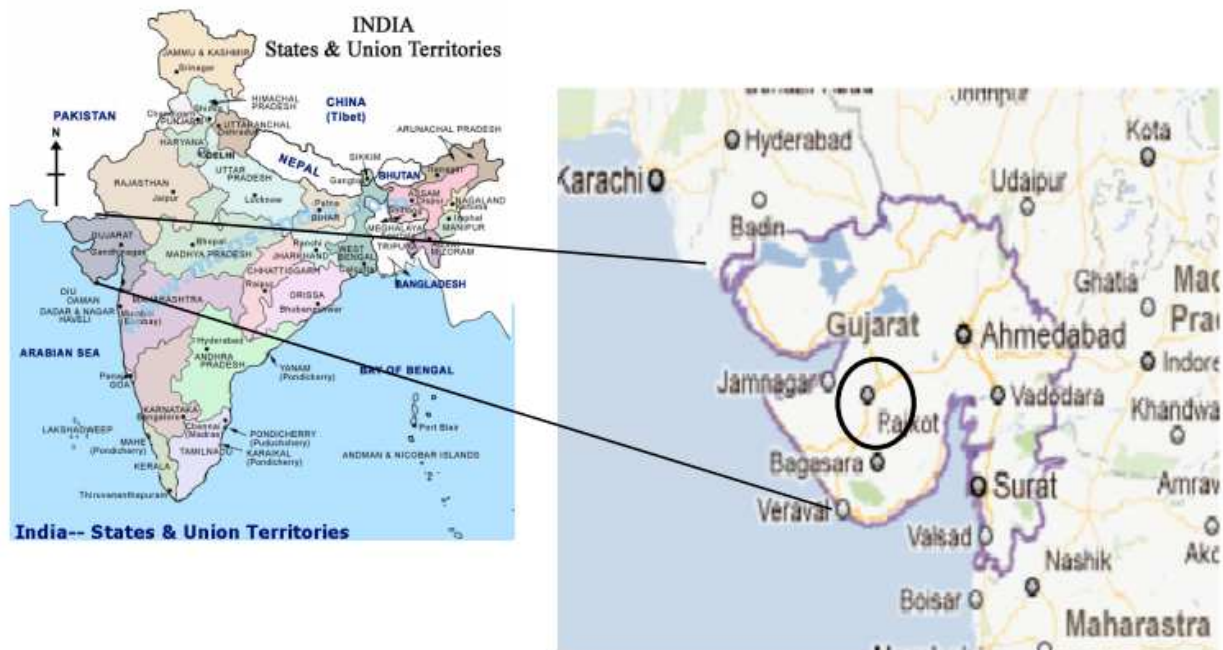 INDIA
States & Union Territories
JAMMU & KASHMIR
Srinagar
HIMACHAL
PRADESH
Shimla
PAKISTAN
CHINA
(Tibet)
N
PUNJAB
UTTARANCHAL
ARUNACHAL PRADESH
HARYANA
DELHI
NEPAL
SIKKIM
BHUTAN
RAJASTHAN
Jaipur
UTTAR
PRADESH
Lucknow
Patna
BIHAR
ASSAM
NAGALAND
Imphal
MANIPUR
MEGHALAYA
TRIPURA
MIZORAM
GUJARAT
Gandhinagar
Bhopal
MADHYA PRADESH
Ranchi
JHARKHAND
WEST
BENGAL
CHHATTISGARH
Raipur
BANGLADESH
DIU
DAMAN
DADAR & NAGAR
HAVELI
MAHARASHTRA
Mumbai
(Bombay)
ORISSA
Bhubaneshwar
Hyderabad
ANDHRA
PRADESH
ARABIAN SEA
YANAM
(Pondicherry)
BAY OF BENGAL
GOA
KARNATAKA
Bangalore
Chennai
(Madras)
LAKSHADWEEP
MAHE
(Pondicherry)
PONDICHERRY
(Puduchcherry)
KARAIKAL
(Pondicherry)
TAMILNADU
Port Blair
ANDMAN & NICOBAR ISLANDS
KERALA
Thiruvananthapuram
India-- States & Union Territories
Hyderabad
Kota
Karachi
Udaipur
Badin
Ghatia
Gujarat
Ahmedabad
Indore
Jamnagar
Rajkot
Vadodara
Khandwa
Bagasara
Surat
Amrav
Veraval
Valsad
Nashik
Boisar
Maharastra